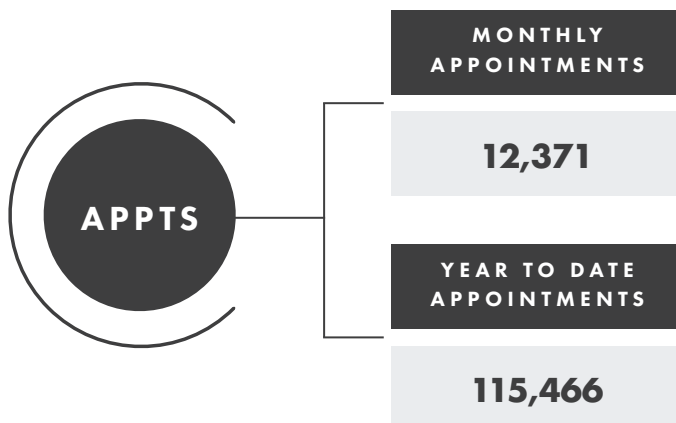 APPTS
MONTHLY
APPOINTMENTS
12,371
YEAR TO DATE
APPOINTMENTS
115,466